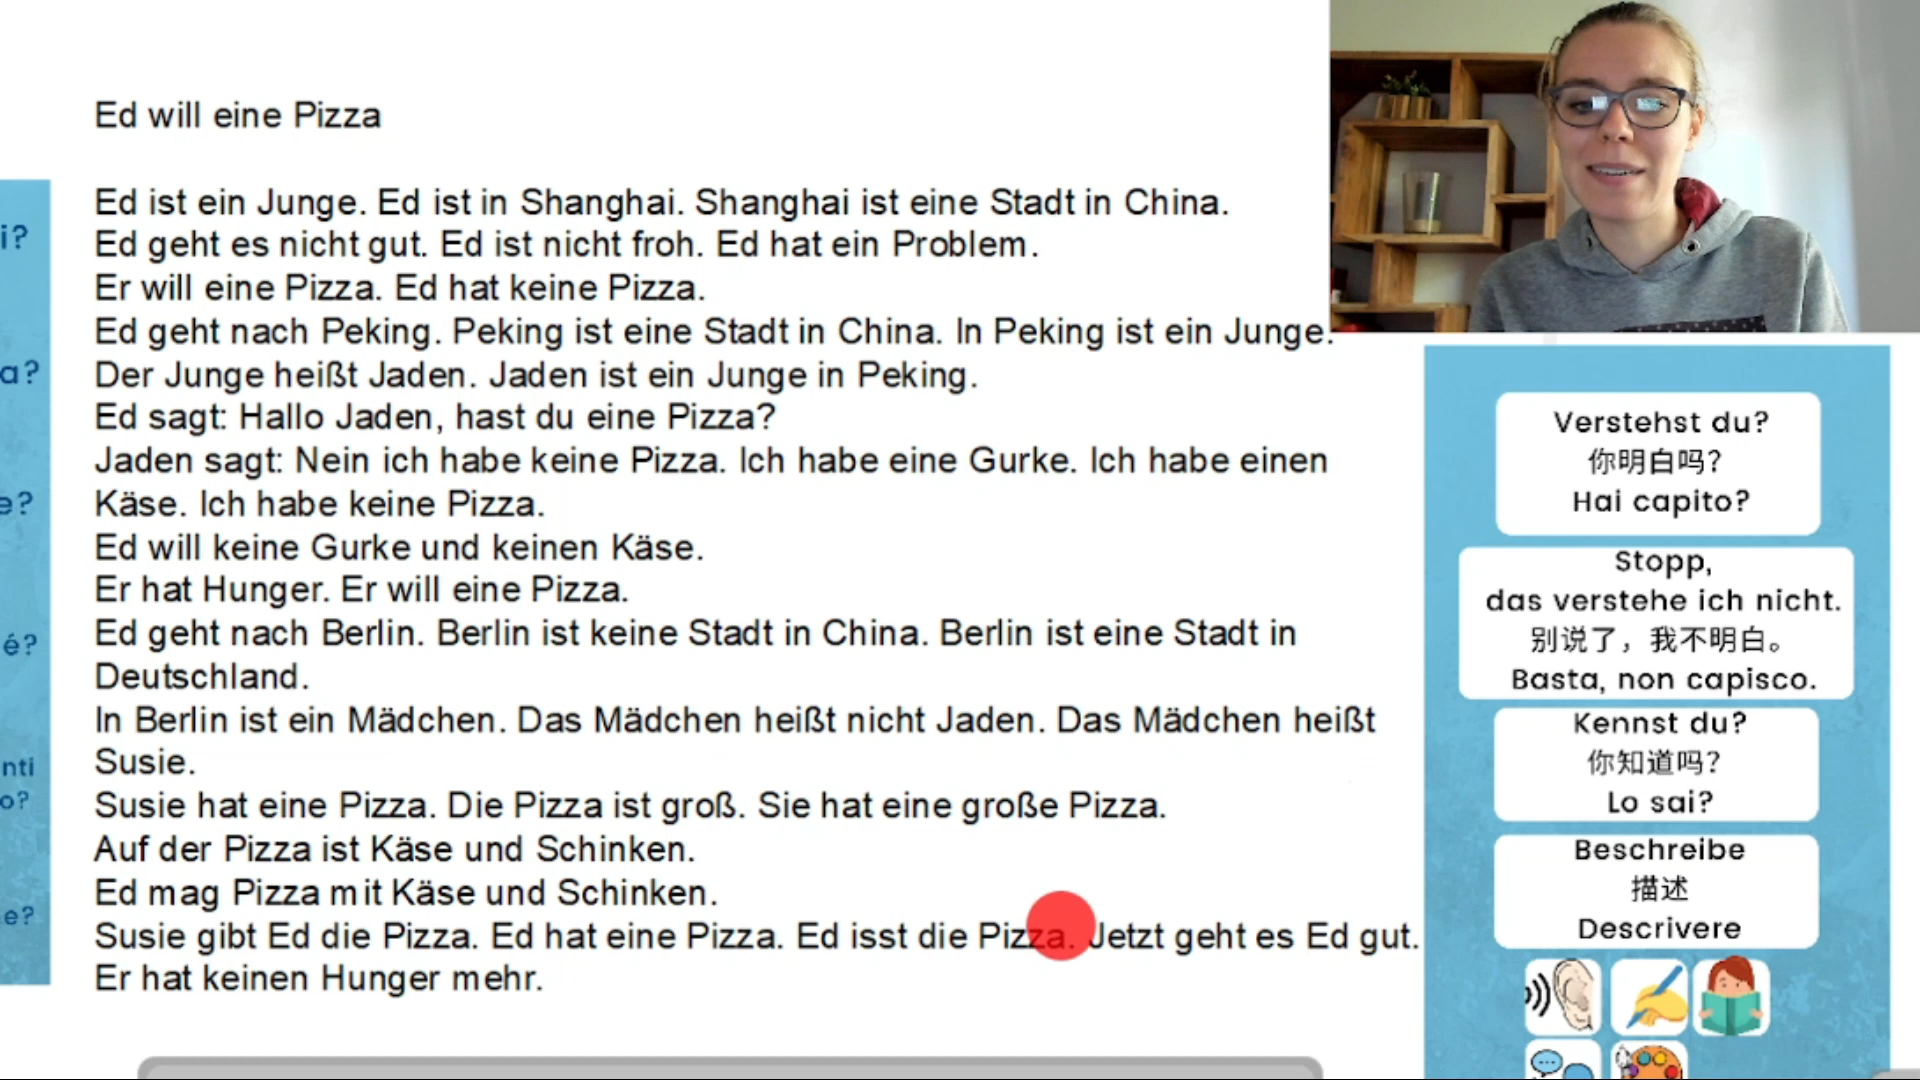 Ed will eine Pizza
Ed ist ein Junge. Ed ist in Shanghai. Shanghai ist eine Stadt in China.
Ed geht es nicht gut. Ed ist nicht froh. Ed hat ein Problem.
Er will eine Pizza. Ed hat keine Pizza.
Ed geht nach Peking. Peking ist eine Stadt in China. In Peking ist ein Junge.
Der Junge heißt Jaden. Jaden ist ein Junge in Peking.
Ed sagt: Hallo Jaden, hast du eine Pizza?
Jaden sagt: Nein ich habe keine Pizza. Ich habe eine Gurke. Ich habe einen
Käse. Ich habe keine Pizza.
Ed will keine Gurke und keinen Käse.
Er hat Hunger. Er will eine Pizza.
Ed geht nach Berlin. Berlin ist keine Stadt in China. Berlin ist eine Stadt in
Deutschland.
In Berlin ist ein Mädchen. Das Mädchen heißt nicht Jaden. Das Mädchen heißt
Susie.
Susie hat eine Pizza. Die Pizza ist groß. Sie hat eine große Pizza.
Auf der Pizza ist Käse und Schinken.
Ed mag Pizza mit Käse und Schinken.
Susie gibt Ed die Pizza. Ed hat eine Pizza. Ed isst die Pizza. Jetzt geht es Ed gut.
Er hat keinen Hunger mehr.
i?
a?
e?
é?
nti
o?
e?
Verstehst du?
你明白吗?
Hai capito?
Stopp,
das verstehe ich nicht.
别说了，我不明白。
Basta, non capisco.
Kennst du?
你知道吗?
Lo sai?
Beschreibe
描述
Descrivere